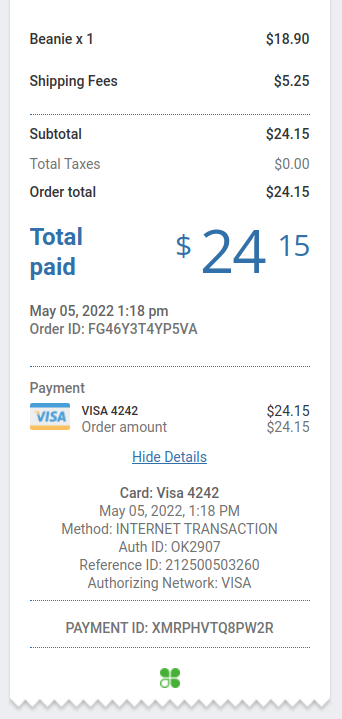 Beanie x 1 $18.90
Shipping Fees $5.25
Subtotal $24.15
Total Taxes $0.00
Order total $24.15
Total paid $ 24 15
May 05, 2022 1:18 pm
Order ID: FG46Y3T4YP5VA
Payment
VISA VISA 4242 $24.15
Order amount $24.15
Hide Details
Card: Visa 4242
May 05, 2022, 1:18 PM
Method: INTERNET TRANSACTION
Auth ID: OK2907
Reference ID: 212500503260
Authorizing Network: VISA
PAYMENT ID: XMRPHVTQ8PW2R